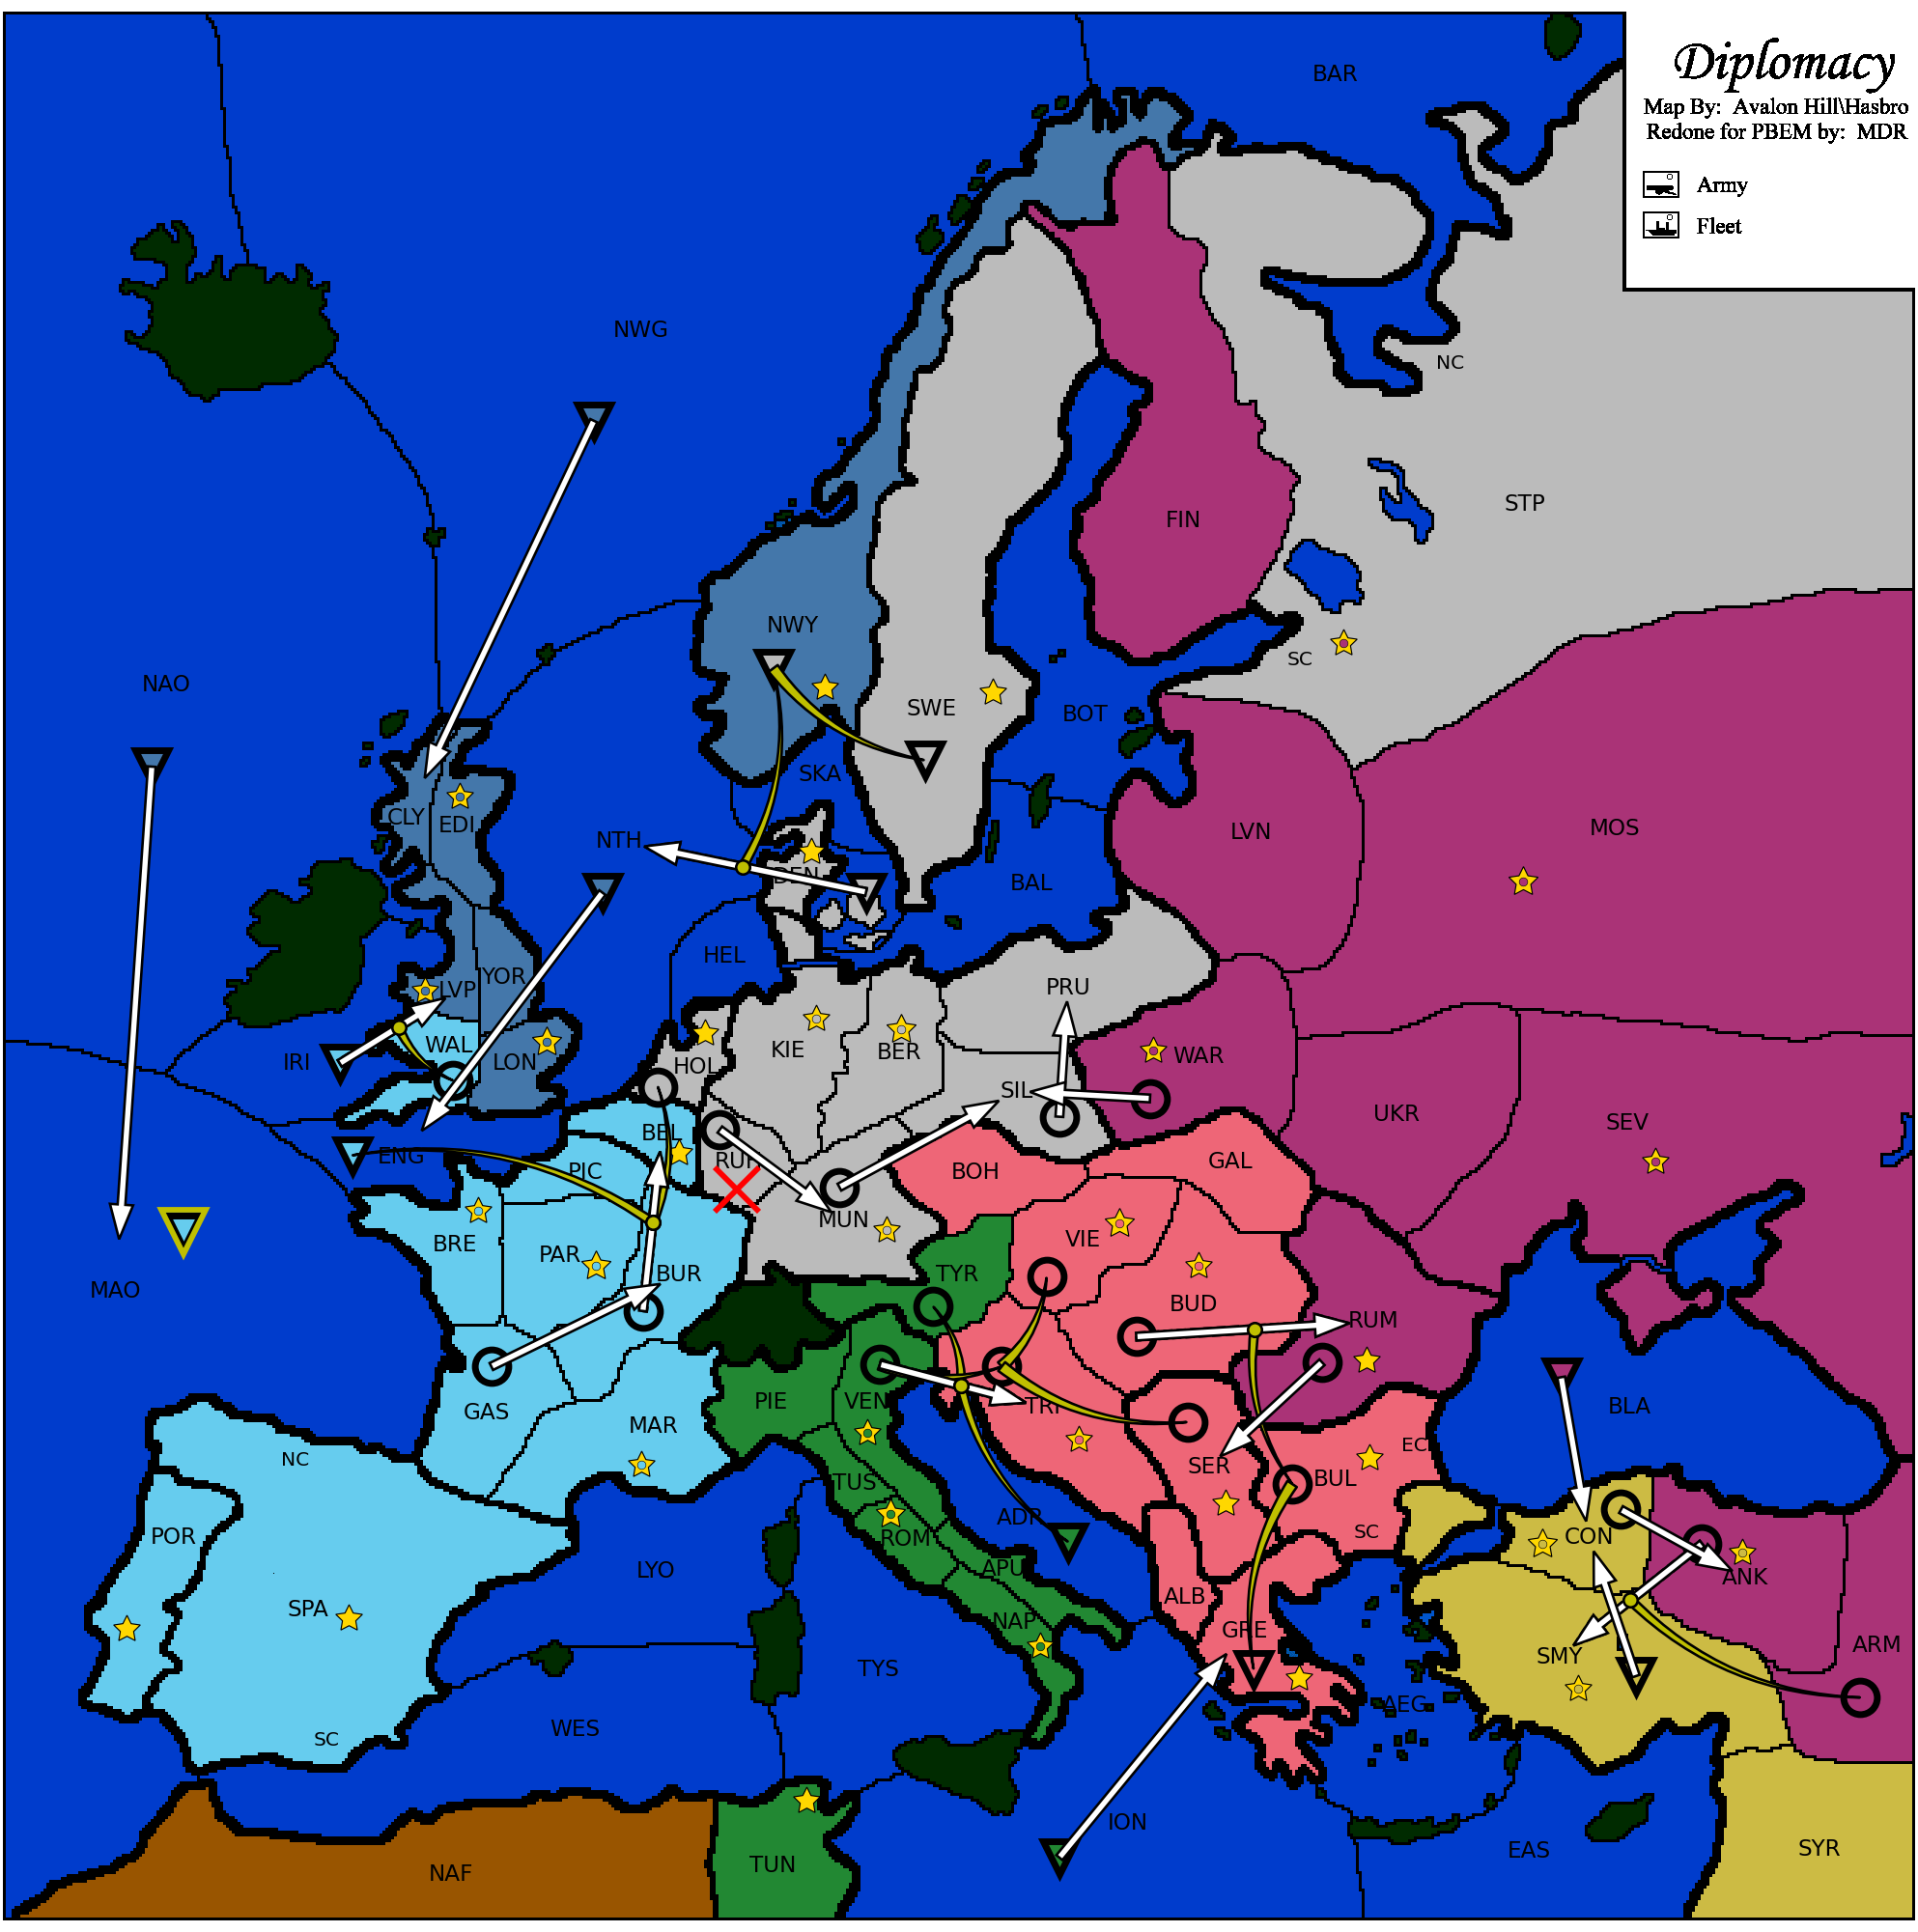 Diplomacy
Map By: Avalon Hill\Hasbro
Redone for PBEM by: MDR
Army
Fleet
BAR
NWG
NC
STP
FIN
NWY
SC
NAO
SWE
BOT
SKA
CLY
EDI
NTH
LVN
MOS
DEN
BAL
HEL
YOR
LVP
PRU
WAL
LON
IRI
HOL
KIE
BER
SIL
WAR
UKR
SEV
BEL
ENG
PIC
RUH
BOH
GAL
MUN
BRE
PAR
VIE
MAO
BUR
TYR
BUD
RUM
PIE
VEN
TRI
BLA
GAS
MAR
NC
EC
SER
BUL
TUS
POR
ADR
SC
CON
ROM
LYO
APU
ANK
ALB
SPA
NAP
GRE
SMY
ARM
TYS
AEG
WES
SC
ION
EAS
SYR
TUN
NAF